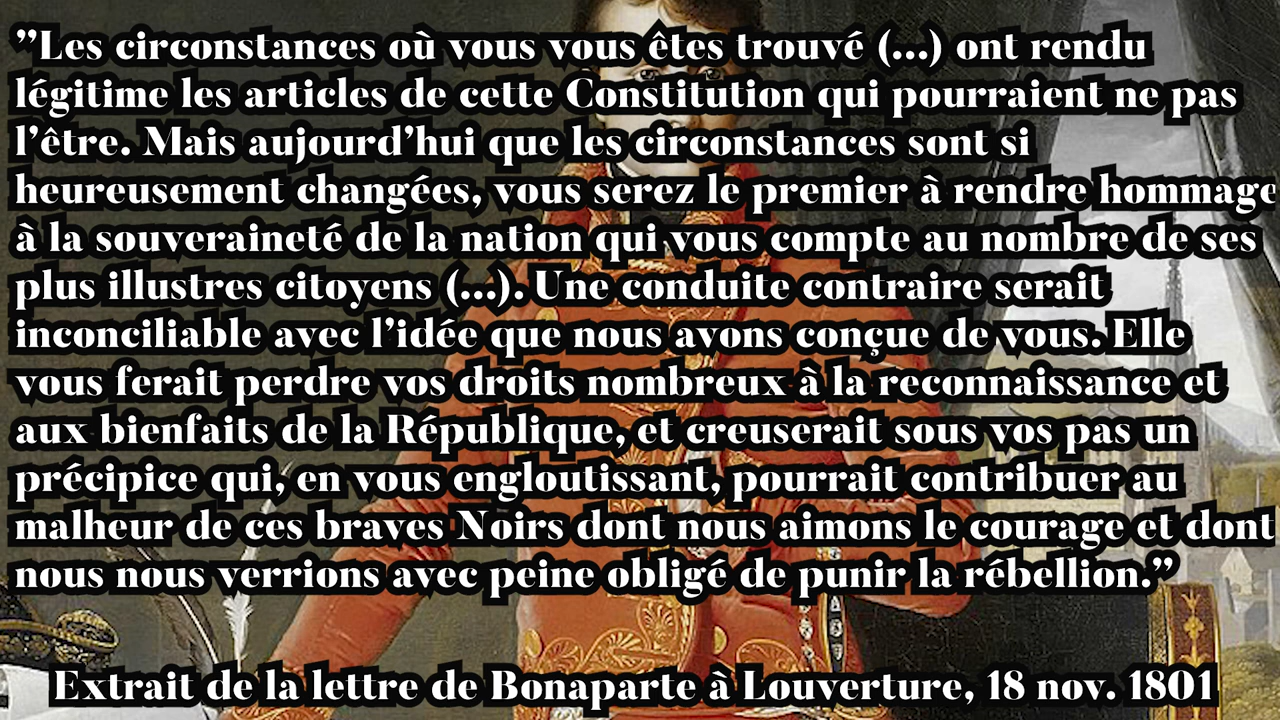 "Les circonstances où vous vous êtes trouvé (...) ont rendu
légitime les articles de cette Constitution qui pourraient ne pas
l'être. Mais aujourd'hui que les circonstances sont si
heureusement changées, vous serez le premier à rendre hommage
à la souveraineté de la nation qui vous compte au nombre de ses
plus illustres citoyens (...). Une conduite contraire serait
inconciliable avec l'idée que nous avons conçue de vous. Elle
vous ferait perdre vos droits nombreux à la reconnaissance et
aux bienfaits de la République, et creuserait sous vos pas un
précipice qui, en vous engloutissant, pourrait contribuer au
malheur de ces braves Noirs dont nous aimons le courage et dont
nous nous verrions avec peine obligé de punir la rébellion."
Extrait de la lettre de Bonaparte à Louverture, 18 nov. 1801